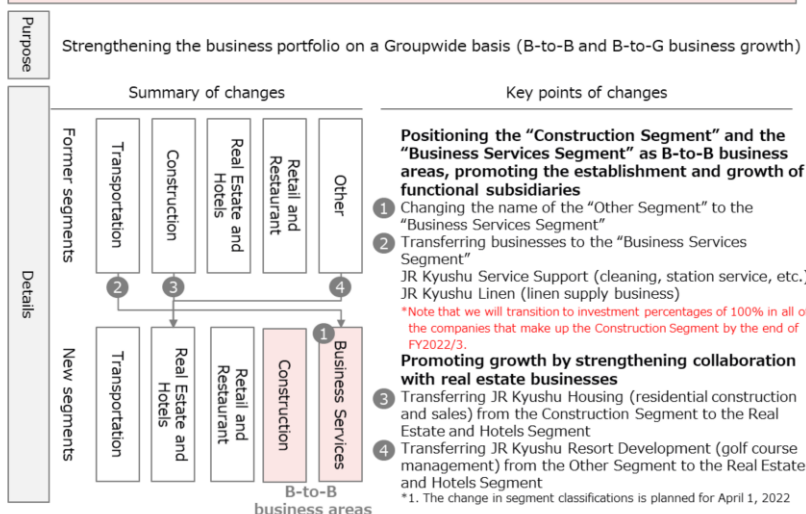 Purpose
Strengthening the business portfolio on a Groupwide basis (B-to-B and B-to-G business growth)
Details
Summary of changes
Former segments
Transportation
Construction
Real Estate and
Hotels
Retail and
Restaurant
Other
2
3
4
1
New segments
Transportation
Real Estate and
Hotels
Retail and
Restaurant
Construction
Business Services
B-to-B
business areas
Key points of changes
Positioning the “Construction Segment” and the
“Business Services Segment” as B-to-B business
areas, promoting the establishment and growth of
functional subsidiaries
1 Changing the name of the “Other Segment” to the
“Business Services Segment”
2 Transferring businesses to the “Business Services
Segment”
JR Kyushu Service Support (cleaning, station service, etc.)
JR Kyushu Linen (linen supply business)
*Note that we will transition to investment percentages of 100% in all of
the companies that make up the Construction Segment by the end of
FY2022/3.
Promoting growth by strengthening collaboration
with real estate businesses
3 Transferring JR Kyushu Housing (residential construction
and sales) from the Construction Segment to the Real
Estate and Hotels Segment
4 Transferring JR Kyushu Resort Development (golf course
management) from the Other Segment to the Real Estate
and Hotels Segment
*1. The change in segment classifications is planned for April 1, 2022